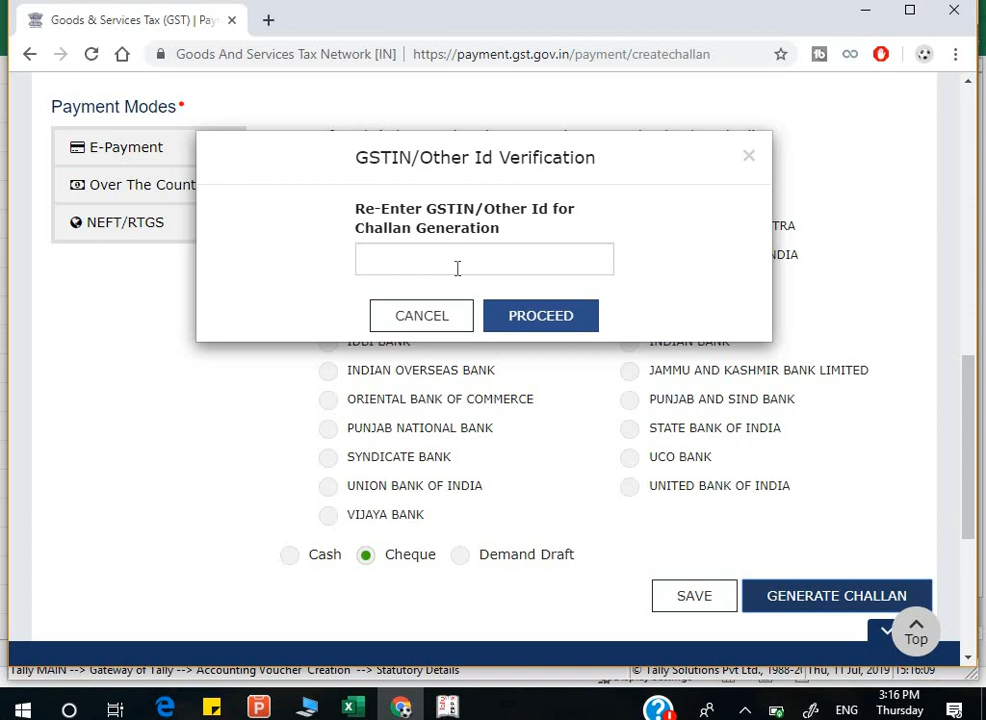 Goods & Services Tax (GST) | Pay
Goods And Services Tax Network [IN]
https://payment.gst.gov.in/payment/createchallan
Payment Modes•
E-Payment
Over The Count
NEFT/RTGS
GSTIN/Other Id Verification
×
Re-Enter GSTIN/Other Id for
Challan Generation
CANCEL
PROCEED
TRA
NDIA
IDBI BANK
INDIAN BANK
INDIAN OVERSEAS BANK
JAMMU AND KASHMIR BANK LIMITED
ORIENTAL BANK OF COMMERCE
PUNJAB AND SIND BANK
PUNJAB NATIONAL BANK
STATE BANK OF INDIA
SYNDICATE BANK
UCO BANK
UNION BANK OF INDIA
UNITED BANK OF INDIA
VIJAYA BANK
Cash
Cheque
Demand Draft
SAVE
GENERATE CHALLAN
Top
Tally MAIN --> Gateway of Tally --> Accounting Voucher Creation --> Statutory Details
© Tally Solutions Pvt Ltd., 1988-2
Thu, 11 Jul, 2019
15:16:09
3:16 PM
ENG
Thursday